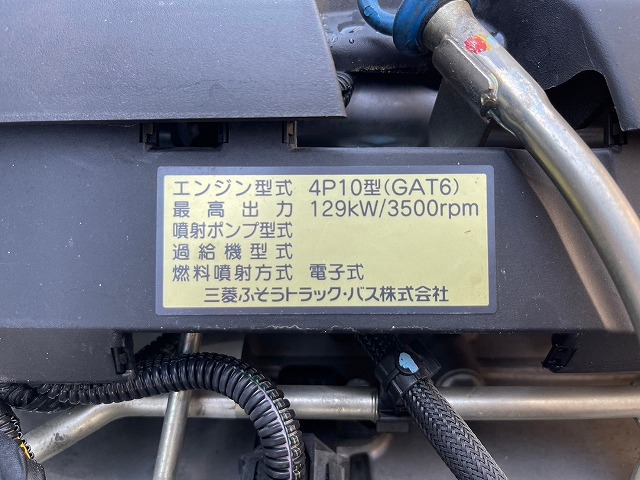 エンジン型式 4P10型(GAT6)
最高出力 129kW/3500rpm
噴射ポンプ型式
過給機型式
燃料噴射方式 電子式
三菱ふそうトラック・バス株式会社